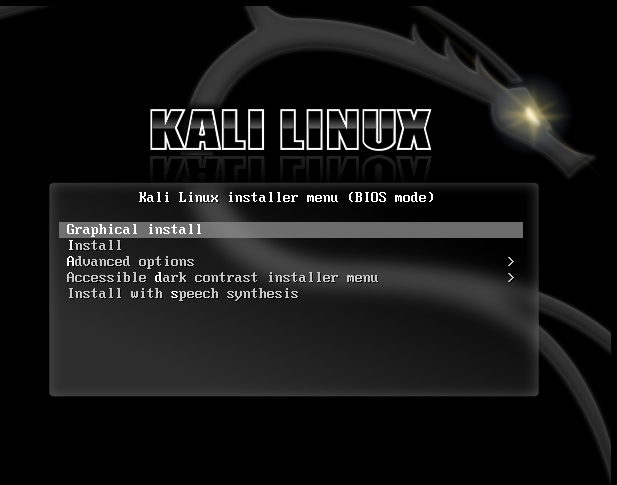 KALI LINUX
Kali Linux installer menu (BIOS mode)
Graphical install
Install
Advanced options >
Accessible dark contrast installer menu >
Install with speech synthesis